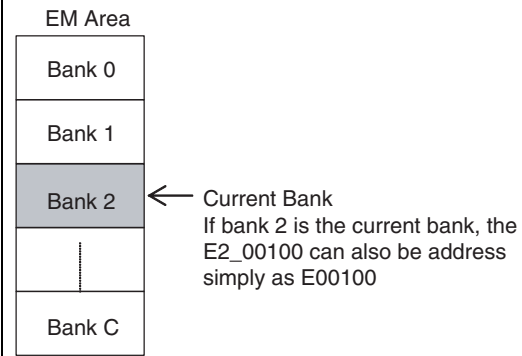 EM Area
Bank 0
Bank 1
Bank 2
Current Bank
If bank 2 is the current bank, the
E2_00100 can also be address
simply as E00100
Bank C